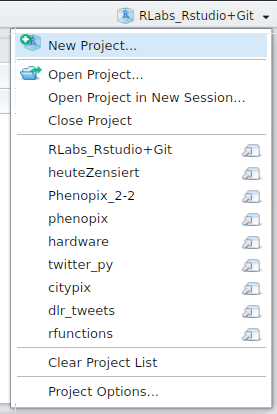 RLabs_Rstudio+Git
New Project...
Open Project...
Open Project in New Session...
Close Project
RLabs_Rstudio+Git
heuteZensiert
Phenopix_2-2
phenopix
hardware
twitter_py
citypix
dlr_tweets
rfunctions
Clear Project List
Project Options...